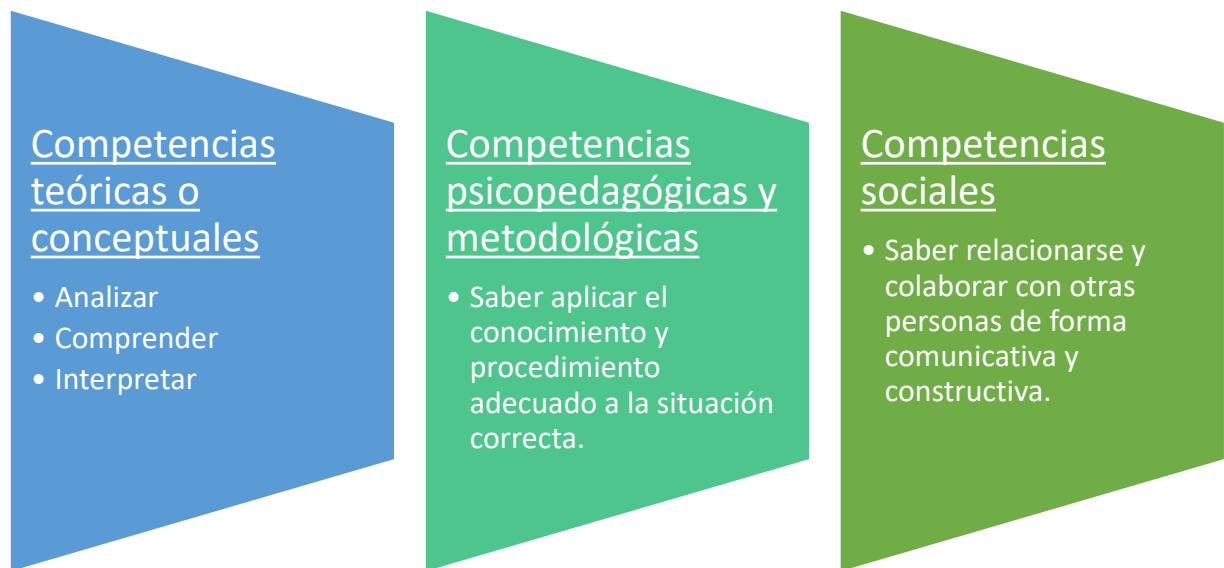 Competencias
teóricas o
conceptuales
• Analizar
• Comprender
• Interpretar
Competencias
psicopedagógicas y
metodológicas
• Saber aplicar el
conocimiento y
procedimiento
adecuado a la situación
correcta.
Competencias
sociales
• Saber relacionarse y
colaborar con otras
personas de forma
comunicativa y
constructiva.